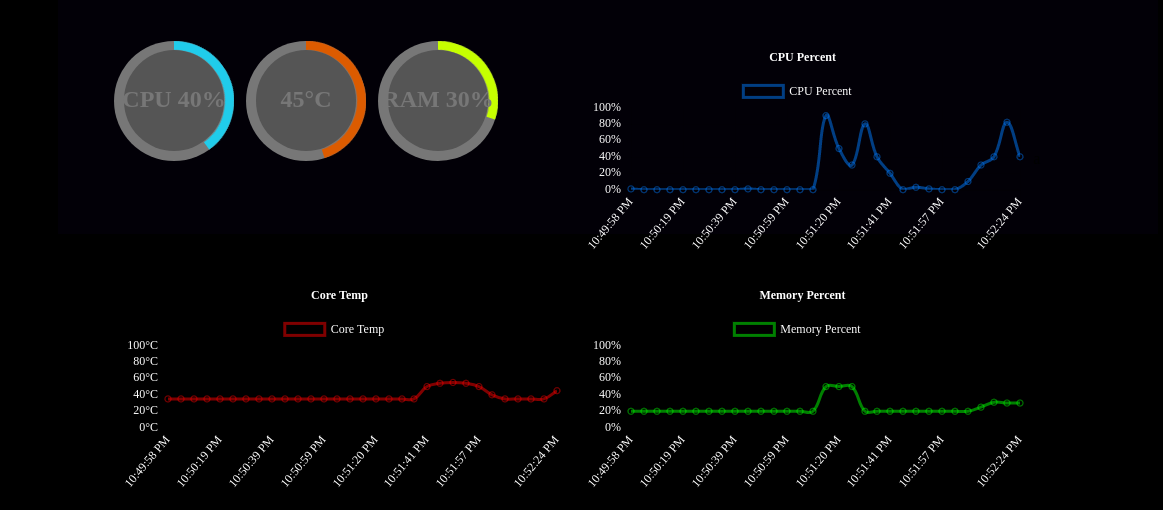 CPU 40%
45°C
RAM 30%
CPU Percent
CPU Percent
100%
80%
60%
40%
20%
0%
10:49:58 PM
10:50:19 PM
10:50:39 PM
10:50:59 PM
10:51:20 PM
10:51:41 PM
10:51:57 PM
10:52:24 PM
Core Temp
Core Temp
100°C
80°C
60°C
40°C
20°C
0°C
10:49:58 PM
10:50:19 PM
10:50:39 PM
10:50:59 PM
10:51:20 PM
10:51:41 PM
10:51:57 PM
10:52:24 PM
Memory Percent
Memory Percent
100%
80%
60%
40%
20%
0%
10:49:58 PM
10:50:19 PM
10:50:39 PM
10:50:59 PM
10:51:20 PM
10:51:41 PM
10:51:57 PM
10:52:24 PM